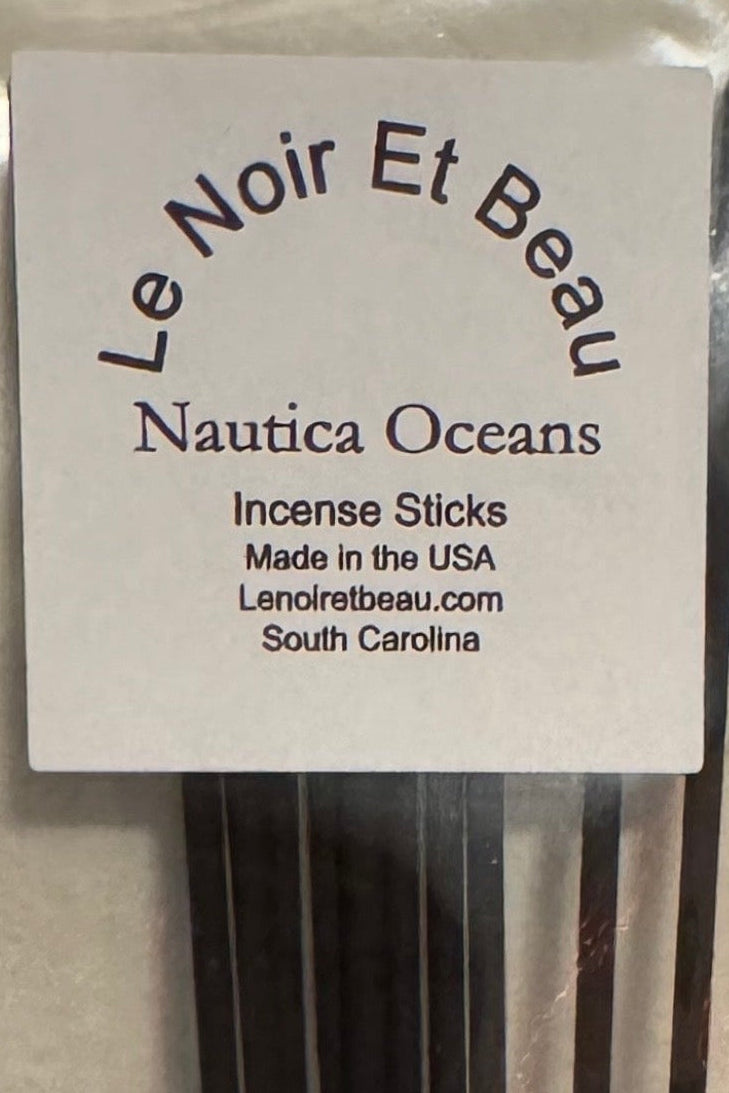 Le Noir Et Beau
Nautica Oceans
Incense Sticks
Made in the USA
Lenoiretbeau.com
South Carolina